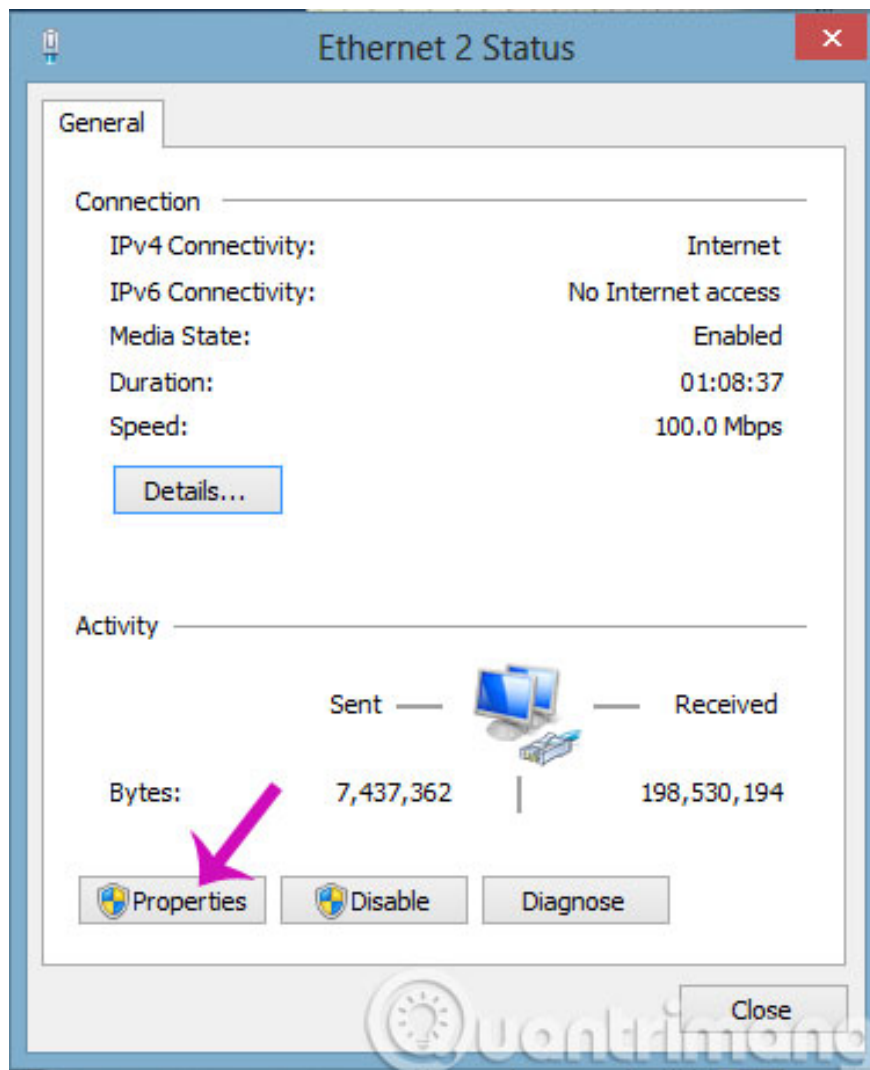 Ethernet 2 Status
General
Connection
IPv4 Connectivity: Internet
IPv6 Connectivity: No Internet access
Media State: Enabled
Duration: 01:08:37
Speed: 100.0 Mbps
Details...
Activity
Sent Received
Bytes: 7,437,362 198,530,194
Properties Disable Diagnose
Close
Quantrimang